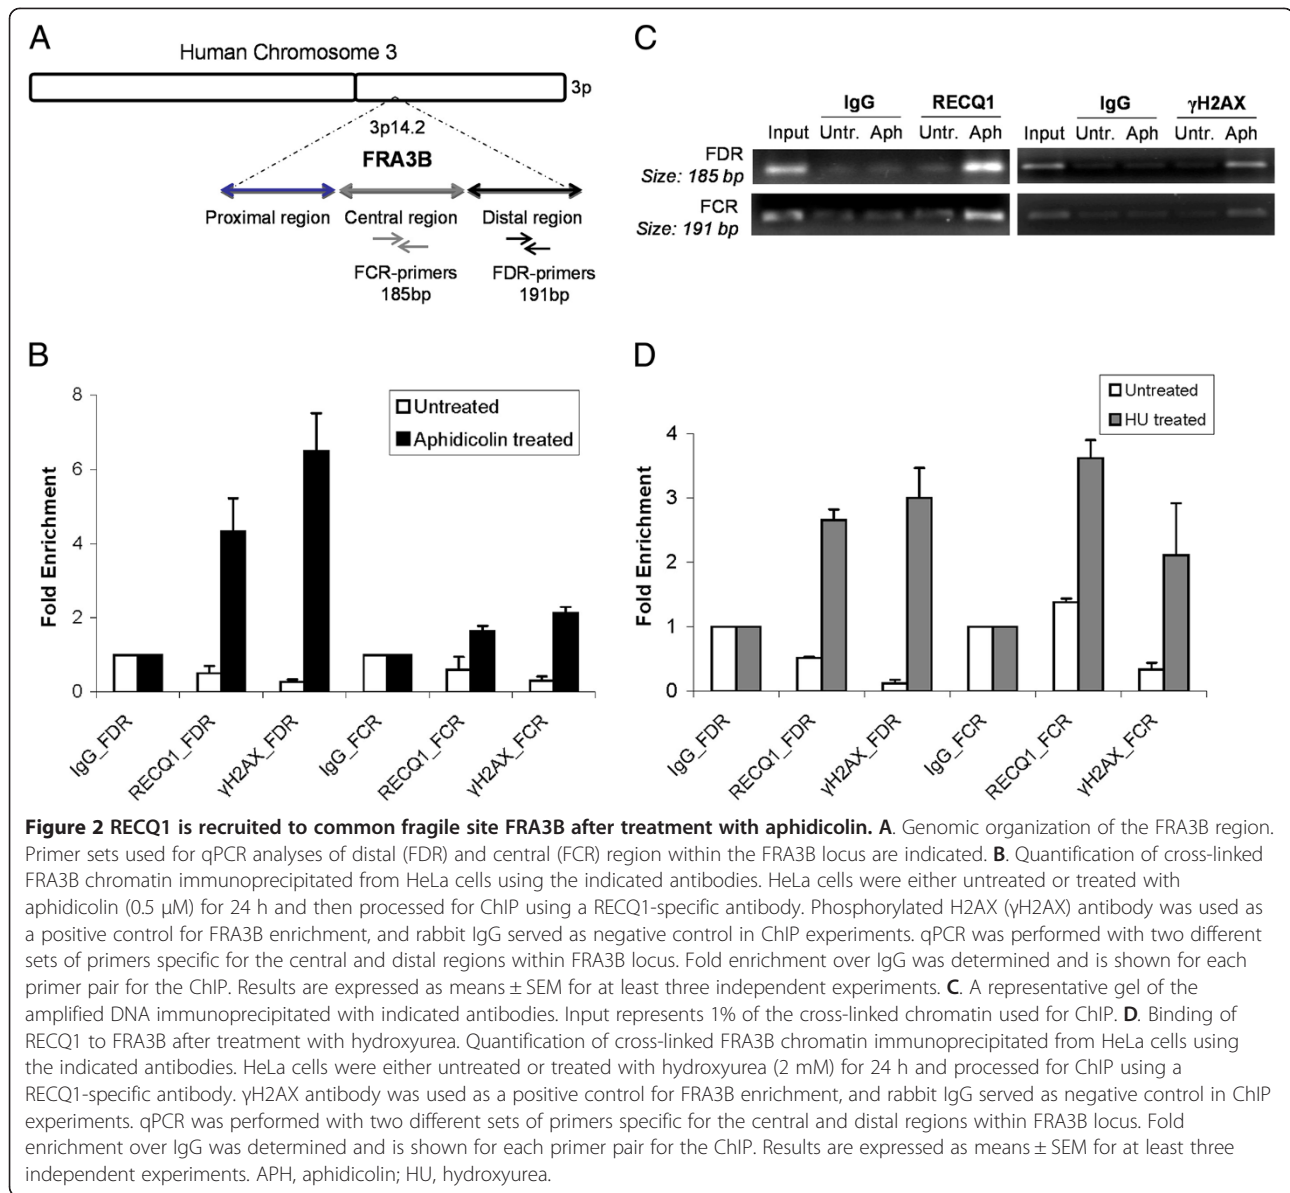 A
Human Chromosome 3
3p
3p14.2
FRA3B
Proximal region Central region Distal region
FCR-primers FDR-primers
185bp 191bp
C
IgG RECQ1 IgG γH2AX
Input Untr. Aph Untr. Aph Input Untr. Aph Untr. Aph
FDR
Size: 185 bp
FCR
Size: 191 bp
B
Untreated
Aphidicolin treated
Fold Enrichment
8
6
4
2
0
IgG_FDR
RECQ1_FDR
γH2AX_FDR
IgG_FCR
RECQ1_FCR
γH2AX_FCR
D
Untreated
HU treated
Fold Enrichment
4
3
2
1
0
IgG_FDR
RECQ1_FDR
γH2AX_FDR
IgG_FCR
RECQ1_FCR
γH2AX_FCR
Figure 2 RECQ1 is recruited to common fragile site FRA3B after treatment with aphidicolin. A. Genomic organization of the FRA3B region.
Primer sets used for qPCR analyses of distal (FDR) and central (FCR) region within the FRA3B locus are indicated. B. Quantification of cross-linked
FRA3B chromatin immunoprecipitated from HeLa cells using the indicated antibodies. HeLa cells were either untreated or treated with
aphidicolin (0.5 μM) for 24 h and then processed for ChIP using a RECQ1-specific antibody. Phosphorylated H2AX (γH2AX) antibody was used as
a positive control for FRA3B enrichment, and rabbit IgG served as negative control in ChIP experiments. qPCR was performed with two different
sets of primers specific for the central and distal regions within FRA3B locus. Fold enrichment over IgG was determined and is shown for each
primer pair for the ChIP. Results are expressed as means ± SEM for at least three independent experiments. C. A representative gel of the
amplified DNA immunoprecipitated with indicated antibodies. Input represents 1% of the cross-linked chromatin used for ChIP. D. Binding of
RECQ1 to FRA3B after treatment with hydroxyurea. Quantification of cross-linked FRA3B chromatin immunoprecipitated from HeLa cells using
the indicated antibodies. HeLa cells were either untreated or treated with hydroxyurea (2 mM) for 24 h and processed for ChIP using a
RECQ1-specific antibody. γH2AX antibody was used as a positive control for FRA3B enrichment, and rabbit IgG served as negative control in ChIP
experiments. qPCR was performed with two different sets of primers specific for the central and distal regions within FRA3B locus. Fold
enrichment over IgG was determined and is shown for each primer pair for the ChIP. Results are expressed as means ± SEM for at least three
independent experiments. APH, aphidicolin; HU, hydroxyurea.